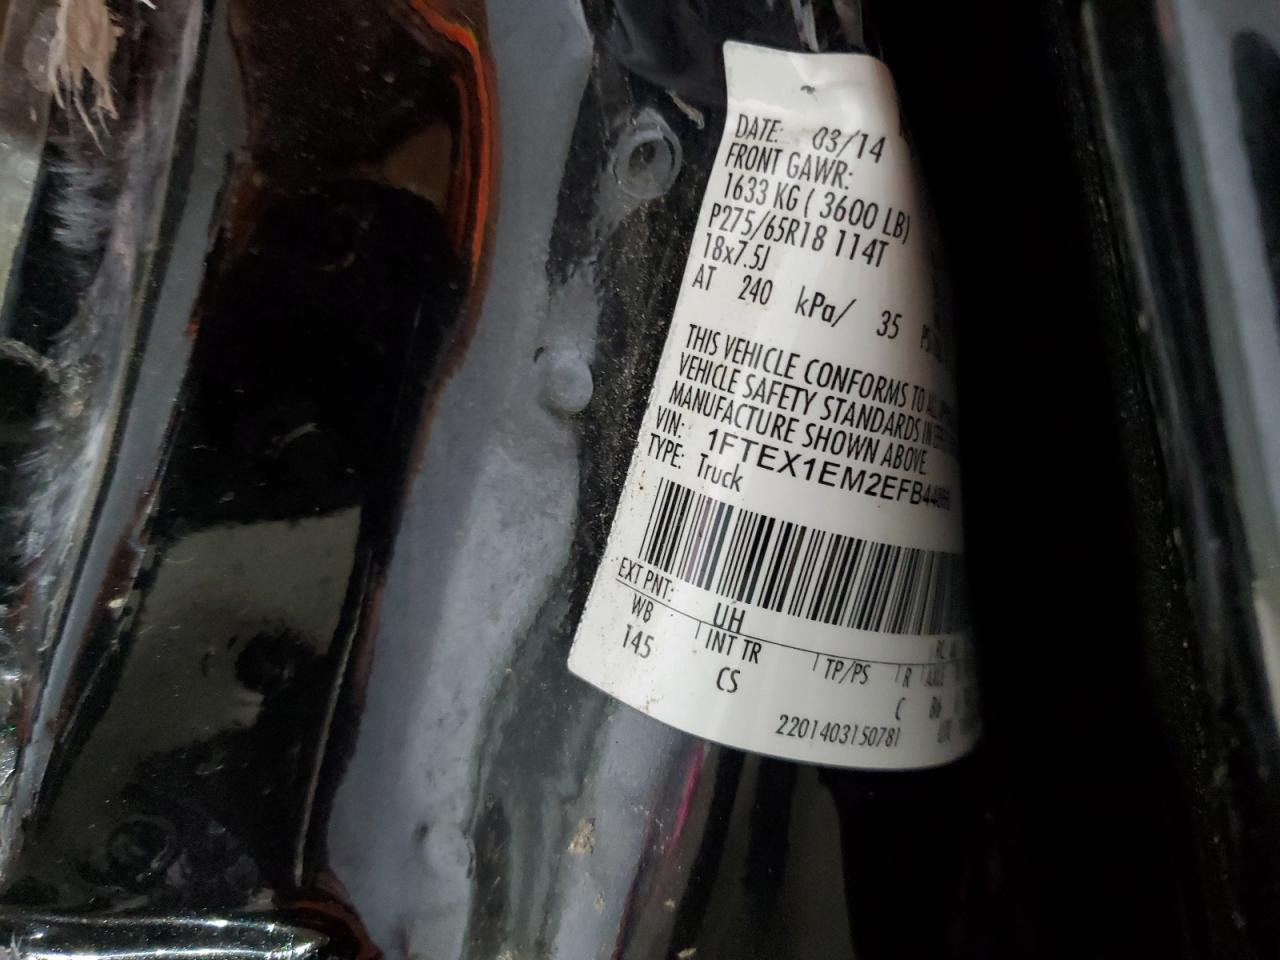 DATE: 03/14
FRONT GAWR:
1633 KG ( 3600 LB)
P275/65R18 114T
18x7.5J
AT 240 kPa/ 35
THIS VEHICLE CONFORMS TO
VEHICLE SAFETY STANDARDS IN
MANUFACTURE SHOWN ABOVE.
VIN:
TYPE: Truck
EXT PNT: UH
WB INT TR TP/PS R
145 CS C
2201403150781